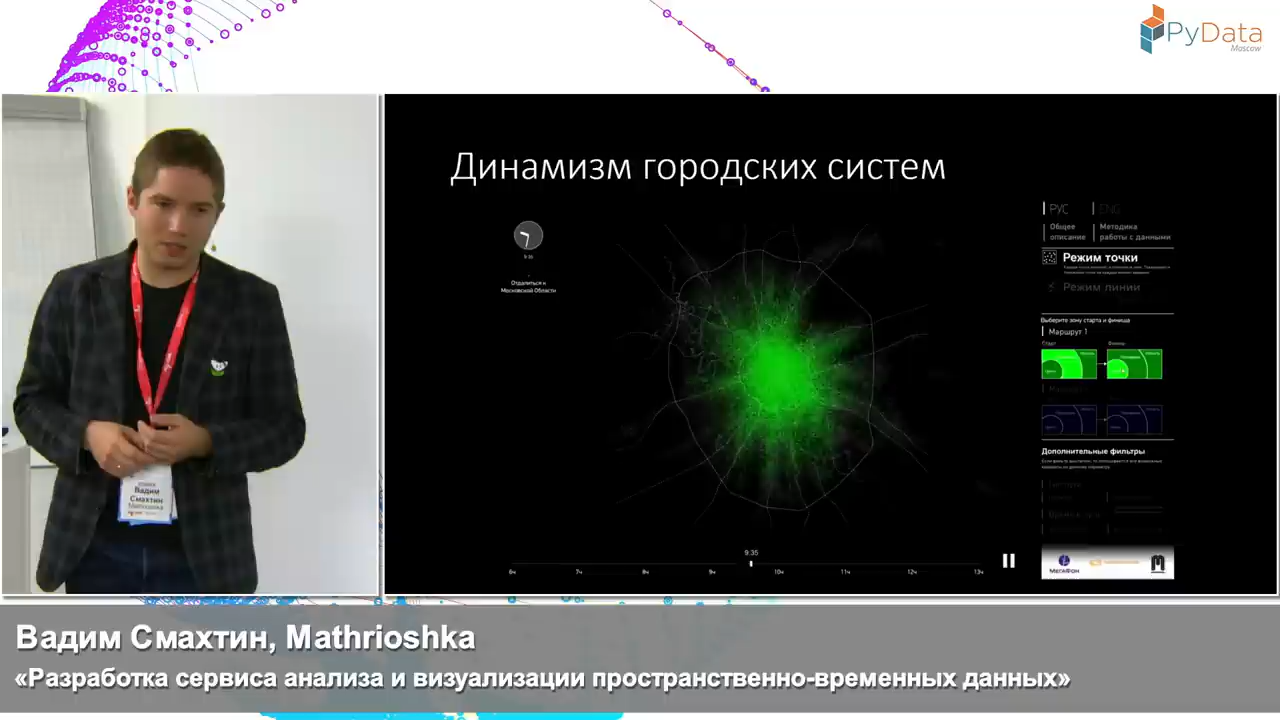 PyData
Moscow
Динамизм городских систем
9:35
Отдалиться к
Московской Области
РУС
ENG
Общее
описание
Методика
работы с данными
Режим точки
Режим линии
Выберите зону старта и финиша
Маршрут 1
Старт
Финиш
Дополнительные фильтры
9:35
6ч 7ч 8ч 9ч 10ч 11ч 12ч 13ч
МегаФон
Вадим
Смахтин
Mathrioshka
Вадим Смахтин, Mathrioshka
«Разработка сервиса анализа и визуализации пространственно-временных данных»